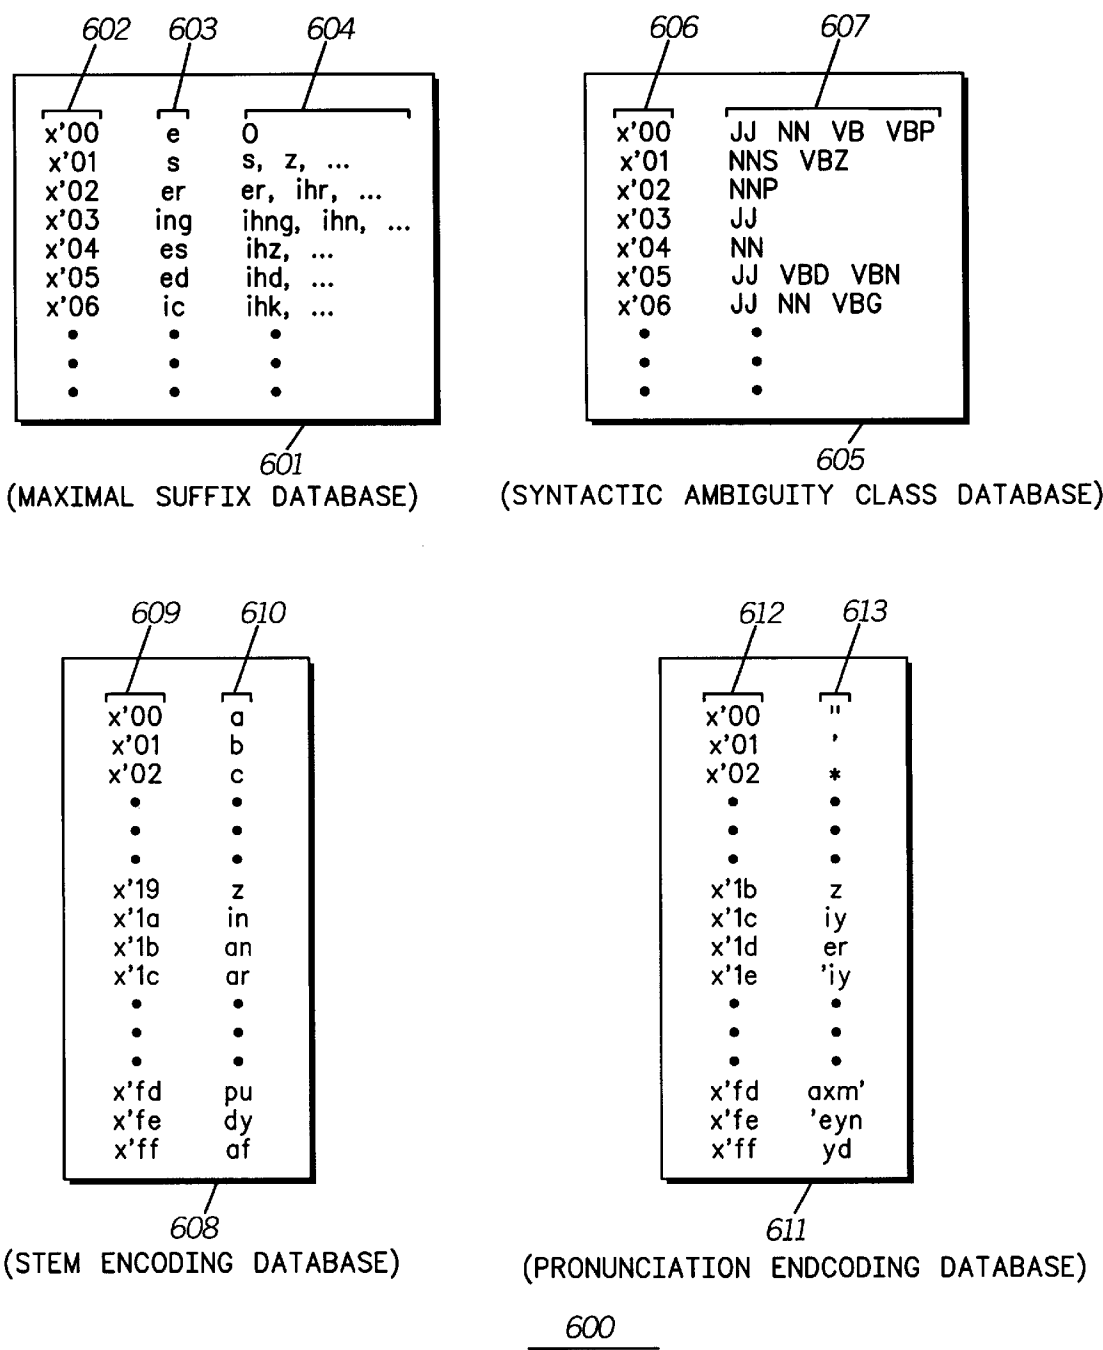 602 603 604
x'00 e 0
x'01 s s, z, ...
x'02 er er, ihr, ...
x'03 ing ihng, ihn, ...
x'04 es ihz, ...
x'05 ed ihd, ...
x'06 ic ihk, ...
601
(MAXIMAL SUFFIX DATABASE)
606 607
x'00 JJ NN VB VBP
x'01 NNS VBZ
x'02 NNP
x'03 JJ
x'04 NN
x'05 JJ VBD VBN
x'06 JJ NN VBG
605
(SYNTACTIC AMBIGUITY CLASS DATABASE)
609 610
x'00 a
x'01 b
x'02 c
x'19 z
x'1a in
x'1b an
x'1c ar
x'fd pu
x'fe dy
x'ff af
608
(STEM ENCODING DATABASE)
612 613
x'00 "
x'01 '
x'02 *
x'1b z
x'1c iy
x'1d er
x'1e 'iy
x'fd axm'
x'fe 'eyn
x'ff yd
611
(PRONUNCIATION ENDCODING DATABASE)
600